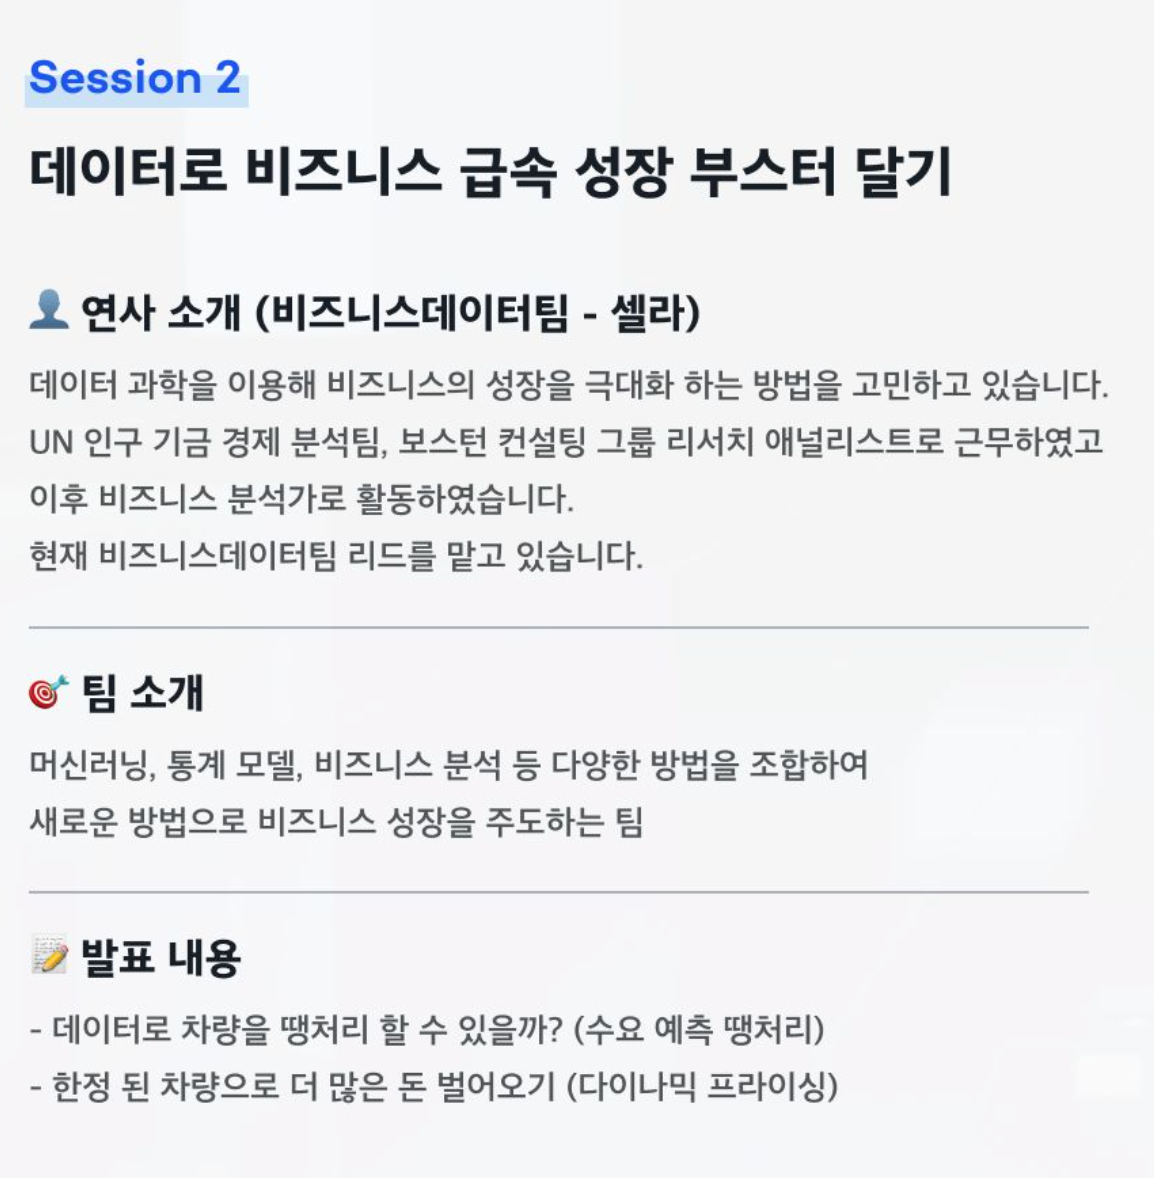 Session 2
데이터로 비즈니스 급속 성장 부스터 달기
연사 소개 (비즈니스데이터팀 - 셀라)
데이터 과학을 이용해 비즈니스의 성장을 극대화 하는 방법을 고민하고 있습니다.
UN 인구 기금 경제 분석팀, 보스턴 컨설팅 그룹 리서치 애널리스트로 근무하였고
이후 비즈니스 분석가로 활동하였습니다.
현재 비즈니스데이터팀 리드를 맡고 있습니다.
팀 소개
머신러닝, 통계 모델, 비즈니스 분석 등 다양한 방법을 조합하여
새로운 방법으로 비즈니스 성장을 주도하는 팀
발표 내용
- 데이터로 차량을 땡처리 할 수 있을까? (수요 예측 땡처리)
- 한정 된 차량으로 더 많은 돈 벌어오기 (다이나믹 프라이싱)